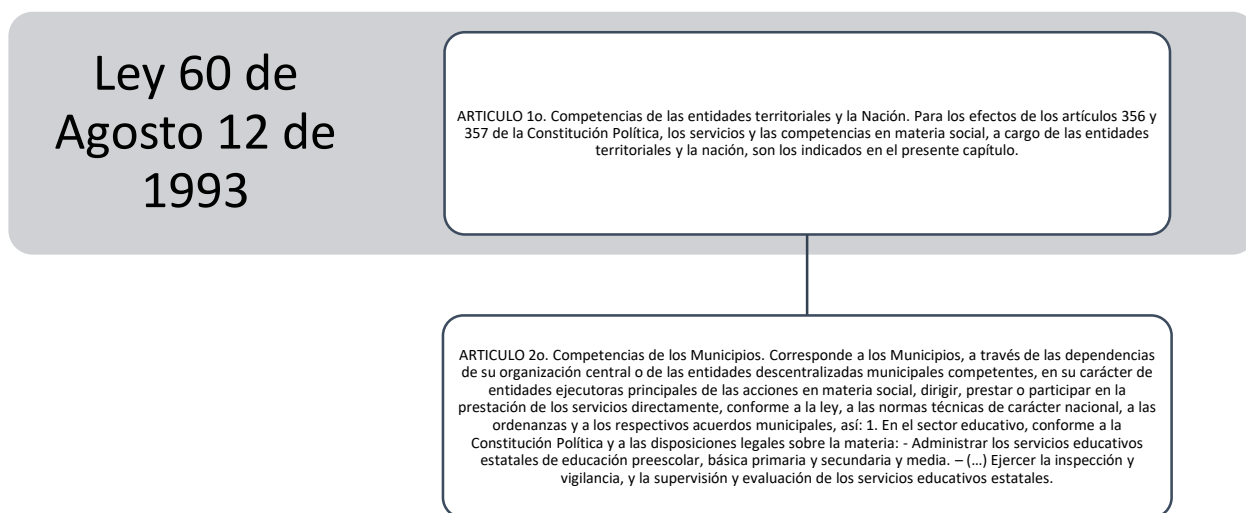 Ley 60 de
Agosto 12 de
1993
ARTICULO 1o. Competencias de las entidades territoriales y la Nación. Para los efectos de los artículos 356 y
357 de la Constitución Política, los servicios y las competencias en materia social, a cargo de las entidades
territoriales y la nación, son los indicados en el presente capítulo.
ARTICULO 2o. Competencias de los Municipios. Corresponde a los Municipios, a través de las dependencias
de su organización central o de las entidades descentralizadas municipales competentes, en su carácter de
entidades ejecutoras principales de las acciones en materia social, dirigir, prestar o participar en la
prestación de los servicios directamente, conforme a la ley, a las normas técnicas de carácter nacional, a las
ordenanzas y a los respectivos acuerdos municipales, así: 1. En el sector educativo, conforme a la
Constitución Política y a las disposiciones legales sobre la materia: - Administrar los servicios educativos
estatales de educación preescolar, básica primaria y secundaria y media. – (...) Ejercer la inspección y
vigilancia, y la supervisión y evaluación de los servicios educativos estatales.